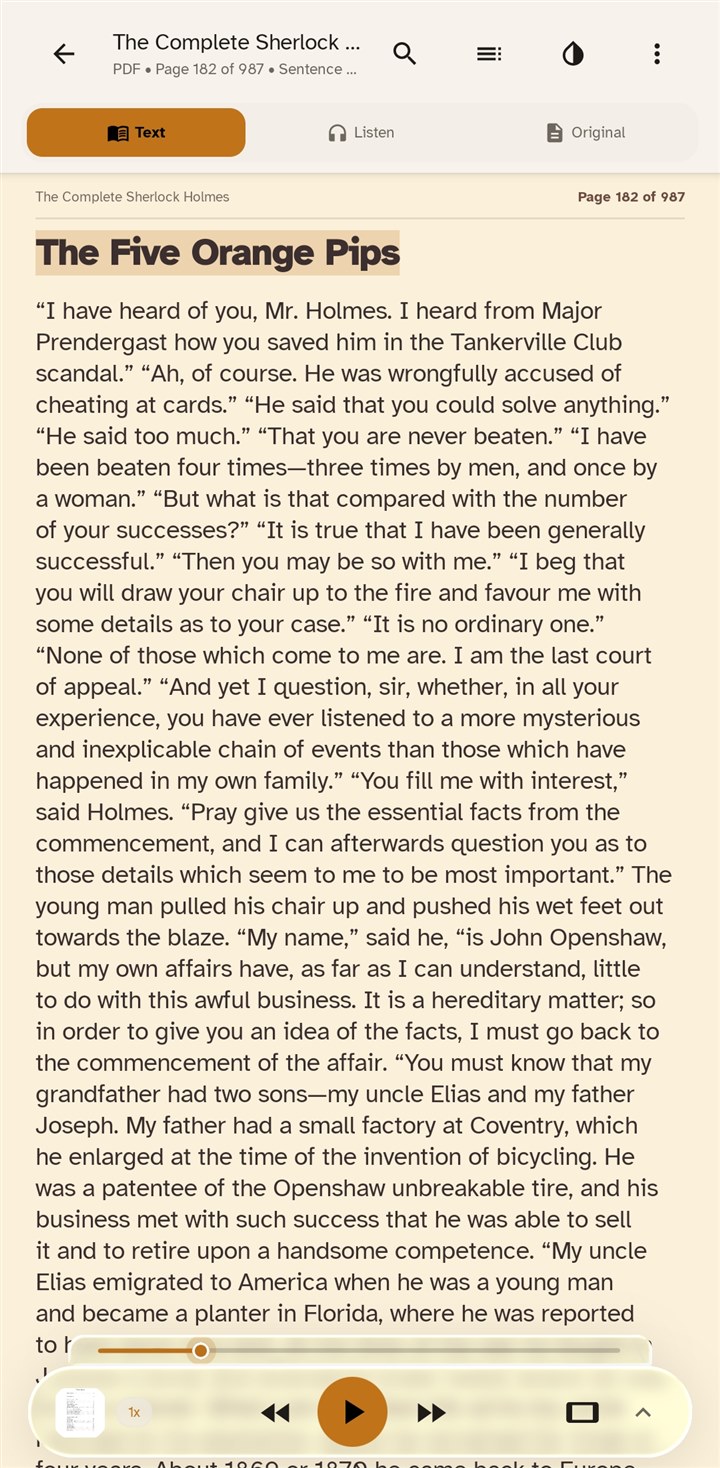 The Complete Sherlock ...
PDF • Page 182 of 987 • Sentence ...
Text
Listen
Original
The Complete Sherlock Holmes
Page 182 of 987
The Five Orange Pips
“I have heard of you, Mr. Holmes. I heard from Major
Prendergast how you saved him in the Tankerville Club
scandal.” “Ah, of course. He was wrongfully accused of
cheating at cards.” “He said that you could solve anything.”
“He said too much.” “That you are never beaten.” “I have
been beaten four times—three times by men, and once by
a woman.” “But what is that compared with the number
of your successes?” “It is true that I have been generally
successful.” “Then you may be so with me.” “I beg that
you will draw your chair up to the fire and favour me with
some details as to your case.” “It is no ordinary one.”
“None of those which come to me are. I am the last court
of appeal.” “And yet I question, sir, whether, in all your
experience, you have ever listened to a more mysterious
and inexplicable chain of events than those which have
happened in my own family.” “You fill me with interest,”
said Holmes. “Pray give us the essential facts from the
commencement, and I can afterwards question you as to
those details which seem to me to be most important.” The
young man pulled his chair up and pushed his wet feet out
towards the blaze. “My name,” said he, “is John Openshaw,
but my own affairs have, as far as I can understand, little
to do with this awful business. It is a hereditary matter; so
in order to give you an idea of the facts, I must go back to
the commencement of the affair. “You must know that my
grandfather had two sons—my uncle Elias and my father
Joseph. My father had a small factory at Coventry, which
he enlarged at the time of the invention of bicycling. He
was a patentee of the Openshaw unbreakable tire, and his
business met with such success that he was able to sell
it and to retire upon a handsome competence. “My uncle
Elias emigrated to America when he was a young man
and became a planter in Florida, where he was reported
to
1x
four years. About 1869 or 1870 he came back to Europe